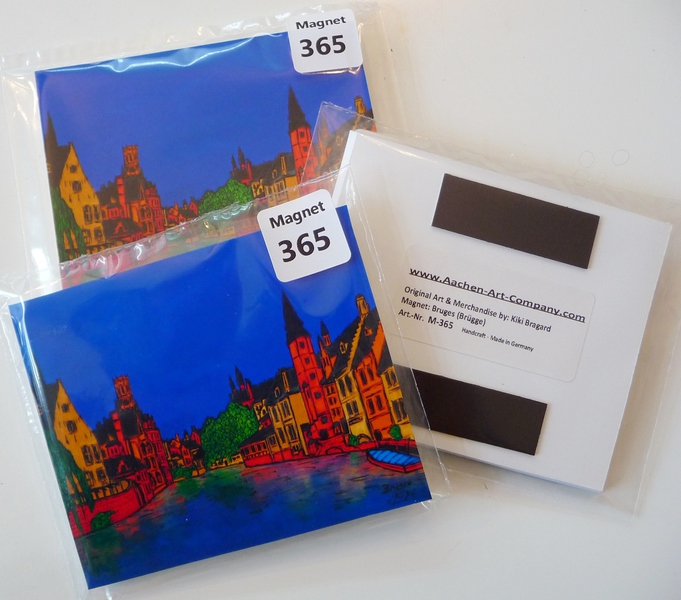 Magnet
365
Magnet
365
www.Aachen-Art-Company.com
Original Art & Merchandise by: Kiki Bragard
Magnet: Bruges (Brügge)
Art.-Nr. M-365 Handcraft - Made in Germany